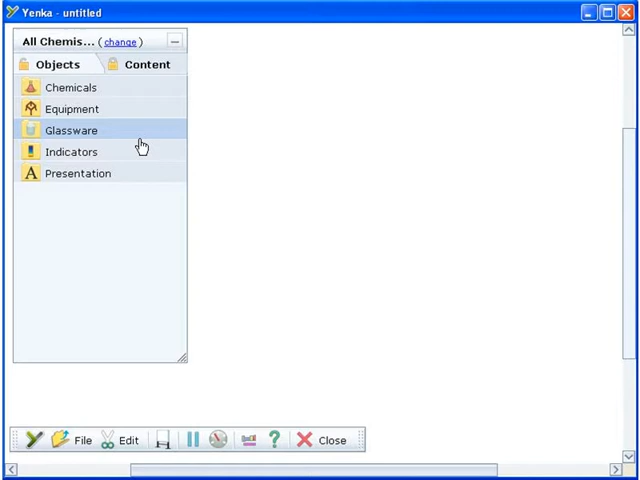 Yenka - untitled
All Chemis... (change)
Objects Content
Chemicals
Equipment
Glassware
Indicators
A Presentation
File Edit ? Close